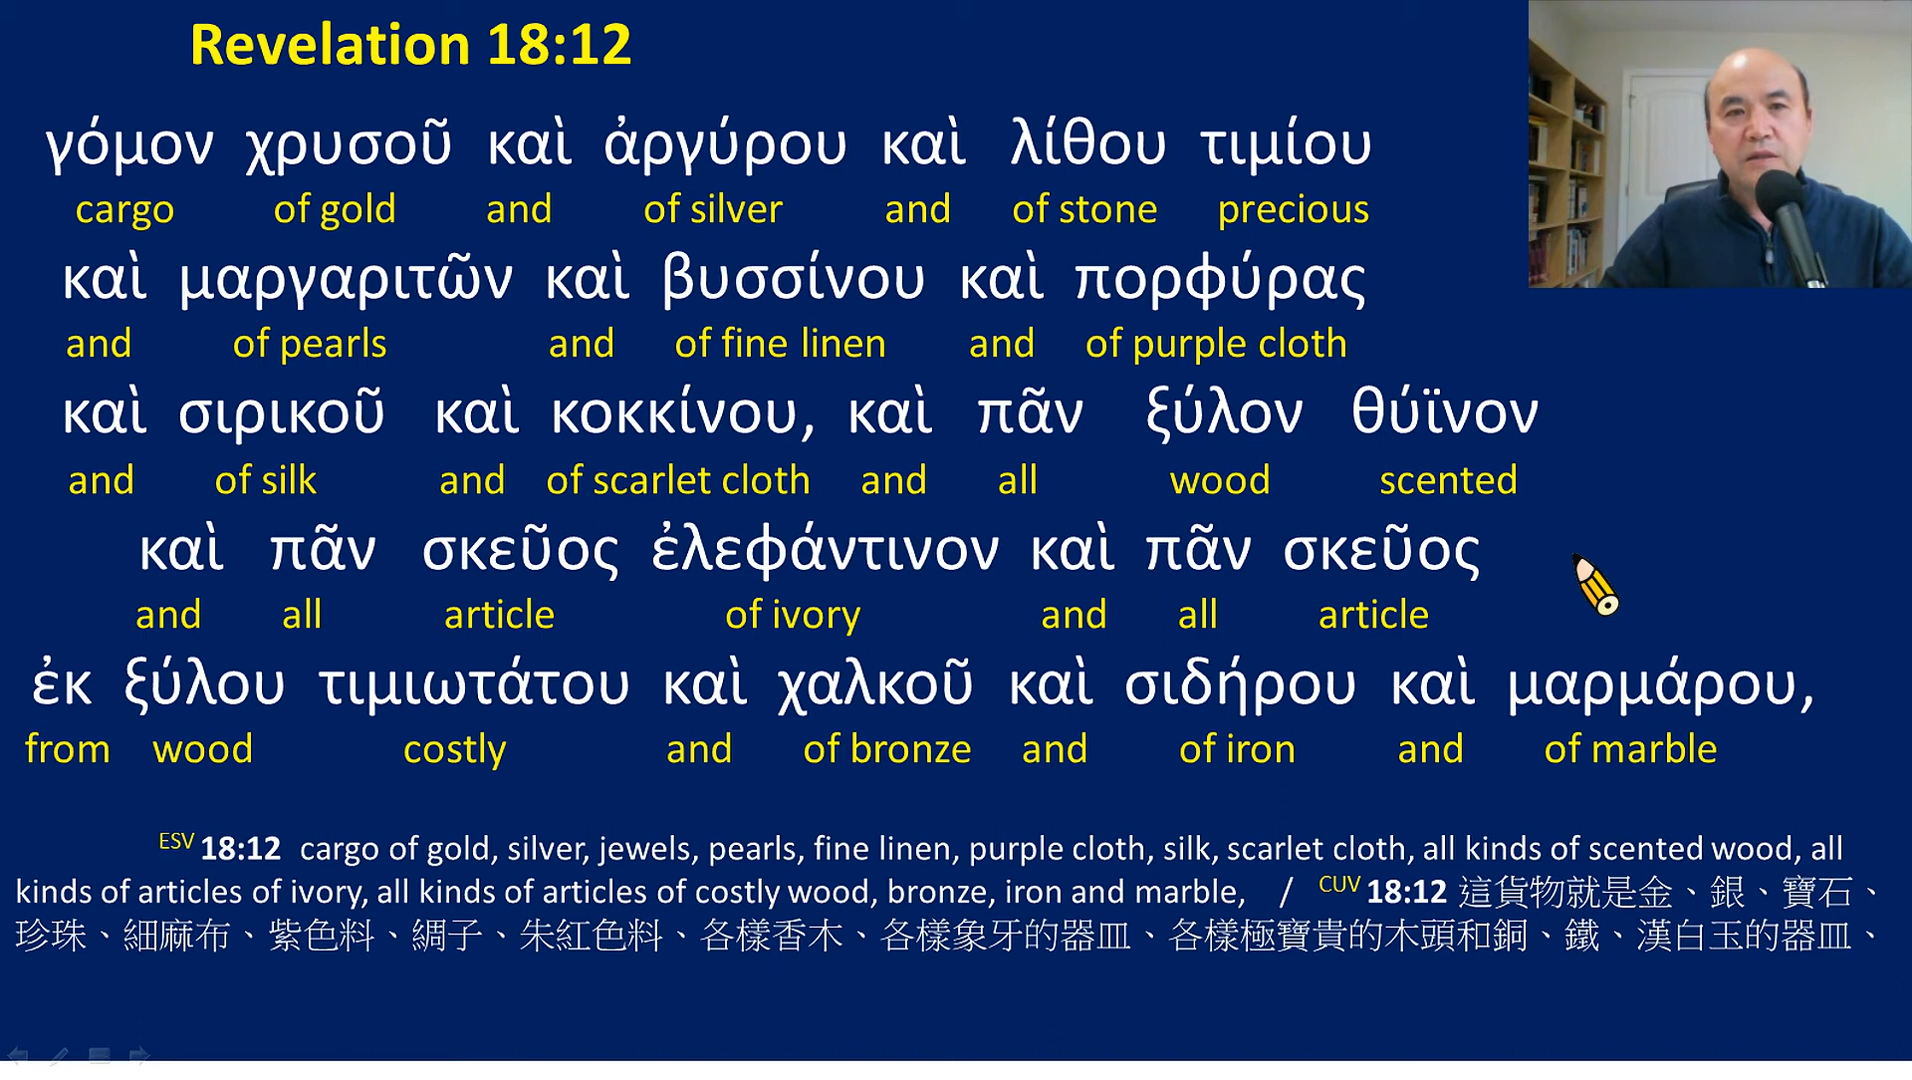 Revelation 18:12
γόμον χρυσοῦ καὶ ἀργύρου καὶ λίθου τιμίου
cargo of gold and of silver and of stone precious
καὶ μαργαριτῶν καὶ βυσσίνου καὶ πορφύρας
and of pearls and of fine linen and of purple cloth
καὶ σιρικοῦ καὶ κοκκίνου, καὶ πᾶν ξύλον θύϊνον
and of silk and of scarlet cloth and all wood scented
καὶ πᾶν σκεῦος ἐλεφάντινον καὶ πᾶν σκεῦος
and all article of ivory and all article
ἐκ ξύλου τιμιωτάτου καὶ χαλκοῦ καὶ σιδήρου καὶ μαρμάρου,
from wood costly and of bronze and of iron and of marble
ESV 18:12 cargo of gold, silver, jewels, pearls, fine linen, purple cloth, silk, scarlet cloth, all kinds of scented wood, all
kinds of articles of ivory, all kinds of articles of costly wood, bronze, iron and marble, / CUV 18:12 這貨物就是金、銀、寶石、
珍珠、細麻布、紫色料、綢子、朱紅色料、各樣香木、各樣象牙的器皿、各樣極寶貴的木頭和銅、鐵、漢白玉的器皿、